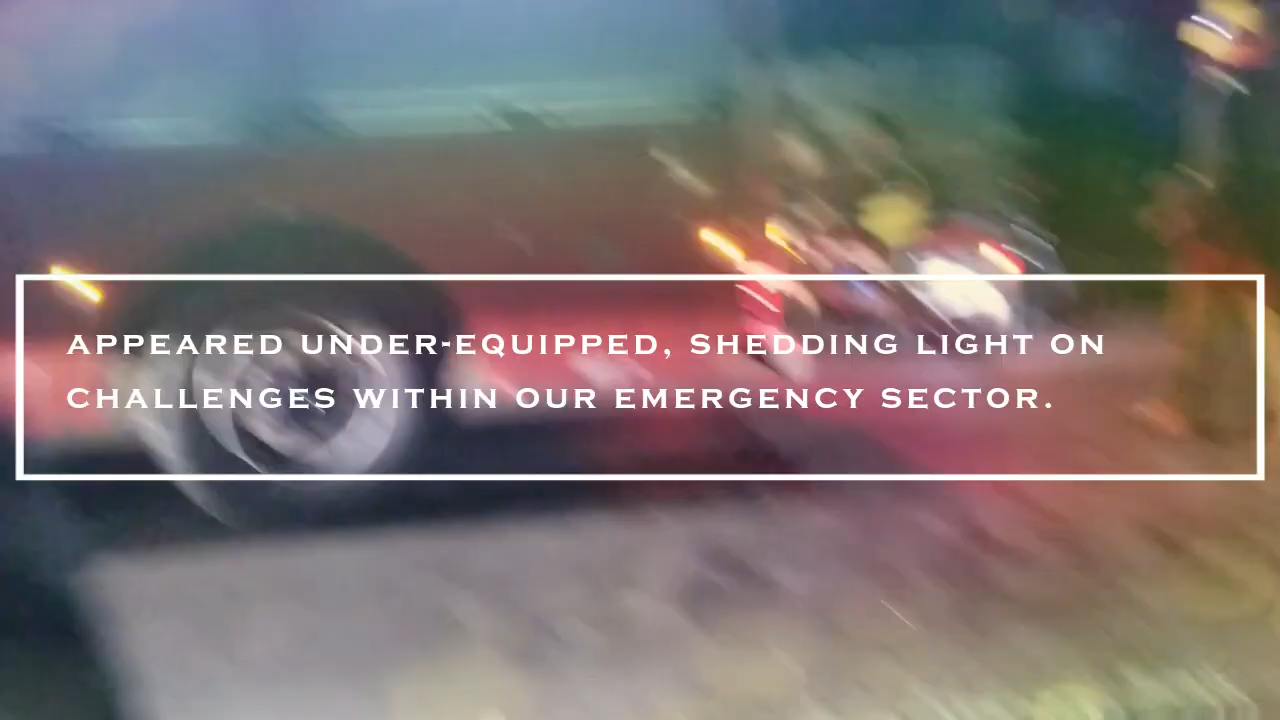 APPEARED UNDER-EQUIPPED, SHEDDING LIGHT ON
CHALLENGES WITHIN OUR EMERGENCY SECTOR.